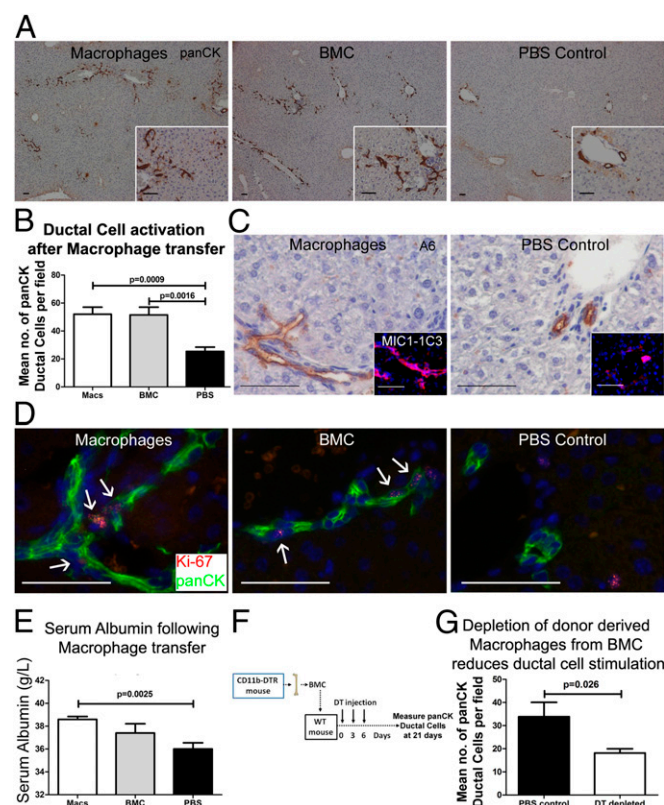 A
Macrophages panCK
BMC
PBS Control
B
Ductal Cell activation
after Macrophage transfer
Mean no. of panCK
Ductal Cells per field
80
60
40
20
0
p=0.0009
p=0.0016
Macs BMC PBS
C
Macrophages A6
MIC1-1C3
PBS Control
D
Macrophages
Ki-67
panCK
BMC
PBS Control
E
Serum Albumin following
Macrophage transfer
Serum Albumin (g/L)
40
38
36
34
p=0.0025
Macs BMC PBS
F
CD11b-DTR
mouse
BMC
DT injection
WT
mouse
0 3 6 Days
Measure panCK
Ductal Cells
at 21 days
G
Depletion of donor derived
Macrophages from BMC
reduces ductal cell stimulation
Mean no. of panCK
Ductal Cells per field
50
40
30
20
10
0
p=0.026
PBS control DT depleted